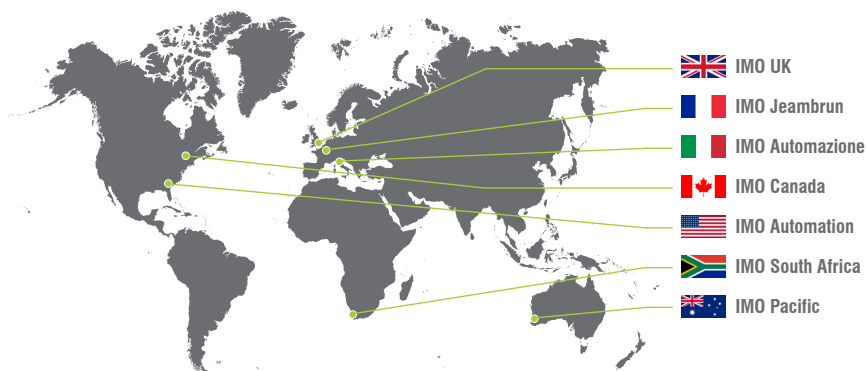 IMO UK
IMO Jeambrun
IMO Automazione
IMO Canada
IMO Automation
IMO South Africa
IMO Pacific